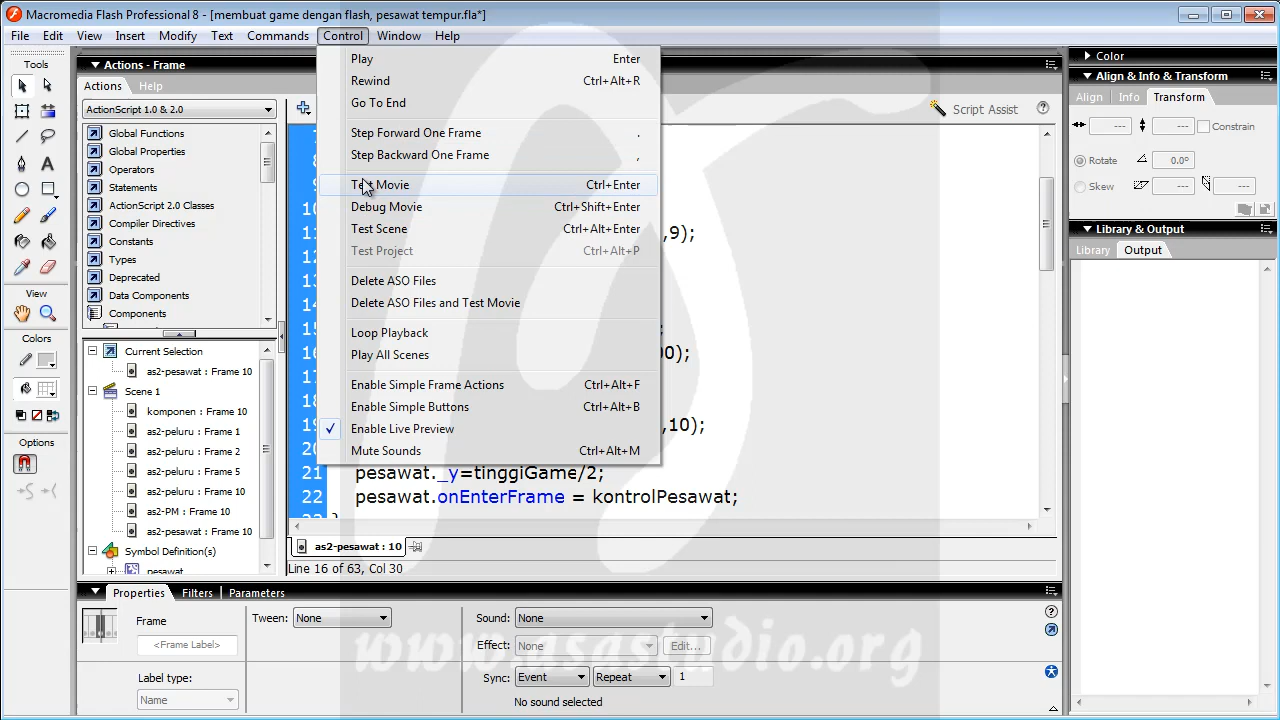 Macromedia Flash Professional 8 - [membuat game dengan flash, pesawat tempur.fla*]
File Edit View Insert Modify Text Commands Control Window Help
Tools
View
Colors
Options
Actions - Frame
Actions Help
ActionScript 1.0 & 2.0
Global Functions
Global Properties
Operators
Statements
ActionScript 2.0 Classes
Compiler Directives
Constants
Types
Deprecated
Data Components
Components
Current Selection
as2-pesawat : Frame 10
Scene 1
komponen : Frame 10
as2-peluru : Frame 1
as2-peluru : Frame 2
as2-peluru : Frame 5
as2-peluru : Frame 10
as2-PM : Frame 10
as2-pesawat : Frame 10
Symbol Definition(s)
pesawat
Play Enter
Rewind Ctrl+Alt+R
Go To End
Step Forward One Frame .
Step Backward One Frame ,
Test Movie Ctrl+Enter
Debug Movie Ctrl+Shift+Enter
Test Scene Ctrl+Alt+Enter
Test Project Ctrl+Alt+P
Delete ASO Files
Delete ASO Files and Test Movie
Loop Playback
Play All Scenes
Enable Simple Frame Actions Ctrl+Alt+F
Enable Simple Buttons Ctrl+Alt+B
Enable Live Preview
Mute Sounds Ctrl+Alt+M
Script Assist
,9);
00);
,10);
21 pesawat._y=tinggiGame/2;
22 pesawat.onEnterFrame = kontrolPesawat;
as2-pesawat : 10
Line 16 of 63, Col 30
Color
Align & Info & Transform
Align Info Transform
--- --- Constrain
Rotate 0.0°
Skew --- ---
Library & Output
Library Output
Properties Filters Parameters
Frame
<Frame Label>
Label type:
Name
Tween: None
Sound: None
Effect: None Edit...
Sync: Event Repeat 1
No sound selected
www.asastudio.org